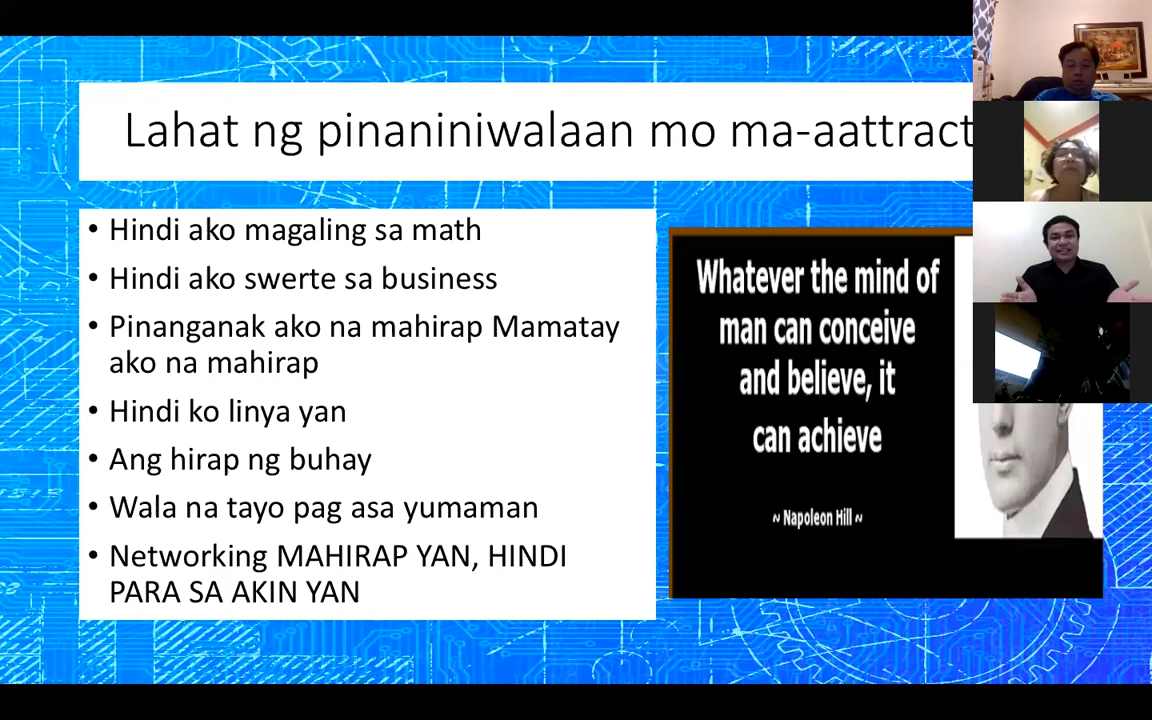 Lahat ng pinaniniwalaan mo ma-aattract
• Hindi ako magaling sa math
• Hindi ako swerte sa business
• Pinanganak ako na mahirap Mamatay
ako na mahirap
• Hindi ko linya yan
• Ang hirap ng buhay
• Wala na tayo pag asa yumaman
• Networking MAHIRAP YAN, HINDI
PARA SA AKIN YAN
Whatever the mind of
man can conceive
and believe, it
can achieve
~ Napoleon Hill ~